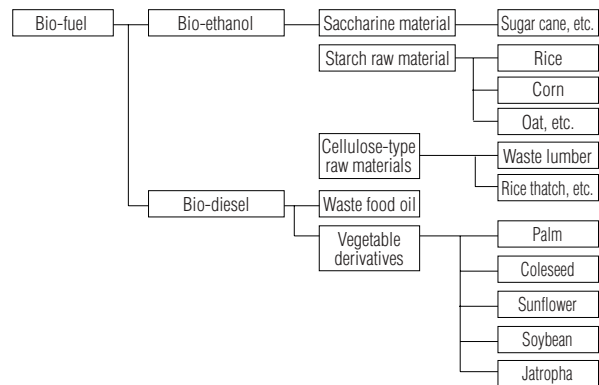 Bio-fuel
Bio-ethanol
Saccharine material
Sugar cane, etc.
Starch raw material
Rice
Corn
Oat, etc.
Cellulose-type
raw materials
Waste lumber
Rice thatch, etc.
Bio-diesel
Waste food oil
Vegetable
derivatives
Palm
Coleseed
Sunflower
Soybean
Jatropha